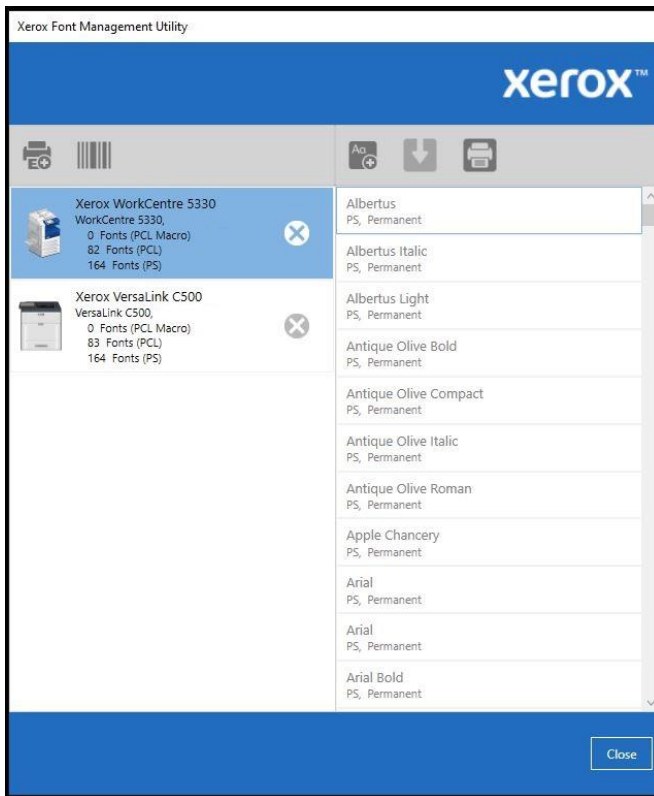 Xerox Font Management Utility
xerox™
Xerox WorkCentre 5330
WorkCentre 5330,
0 Fonts (PCL Macro)
82 Fonts (PCL)
164 Fonts (PS)
Xerox VersaLink C500
VersaLink C500,
0 Fonts (PCL Macro)
83 Fonts (PCL)
164 Fonts (PS)
Aa
Albertus
PS, Permanent
Albertus Italic
PS, Permanent
Albertus Light
PS, Permanent
Antique Olive Bold
PS, Permanent
Antique Olive Compact
PS, Permanent
Antique Olive Italic
PS, Permanent
Antique Olive Roman
PS, Permanent
Apple Chancery
PS, Permanent
Arial
PS, Permanent
Arial
PS, Permanent
Arial Bold
PS, Permanent
Close